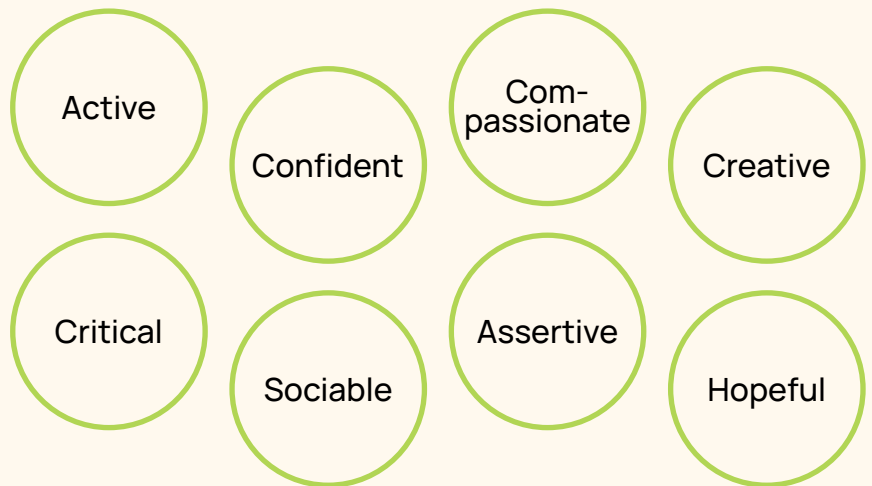 Active
Confident
Com-
passionate
Creative
Critical
Sociable
Assertive
Hopeful